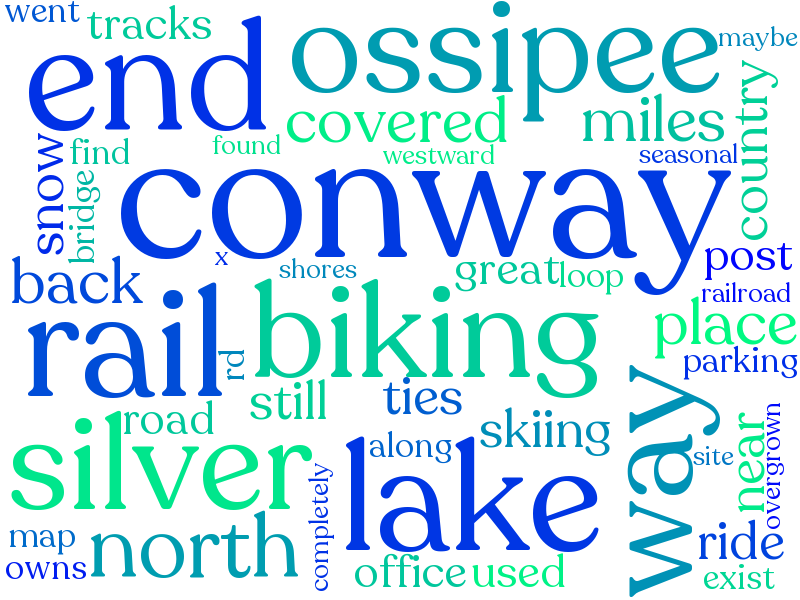 went
tracks
end
ossipee
maybe
covered
miles
country
snow
find
found
westward
seasonal
bridge
conway
x
shores
great
loop
post
back
railroad
rail
rd
biking
place
parking
still
ties
way
silver
road
along
skiing
near
overgrown
site
lake
completely
map
north
ride
owns
office
used
exist